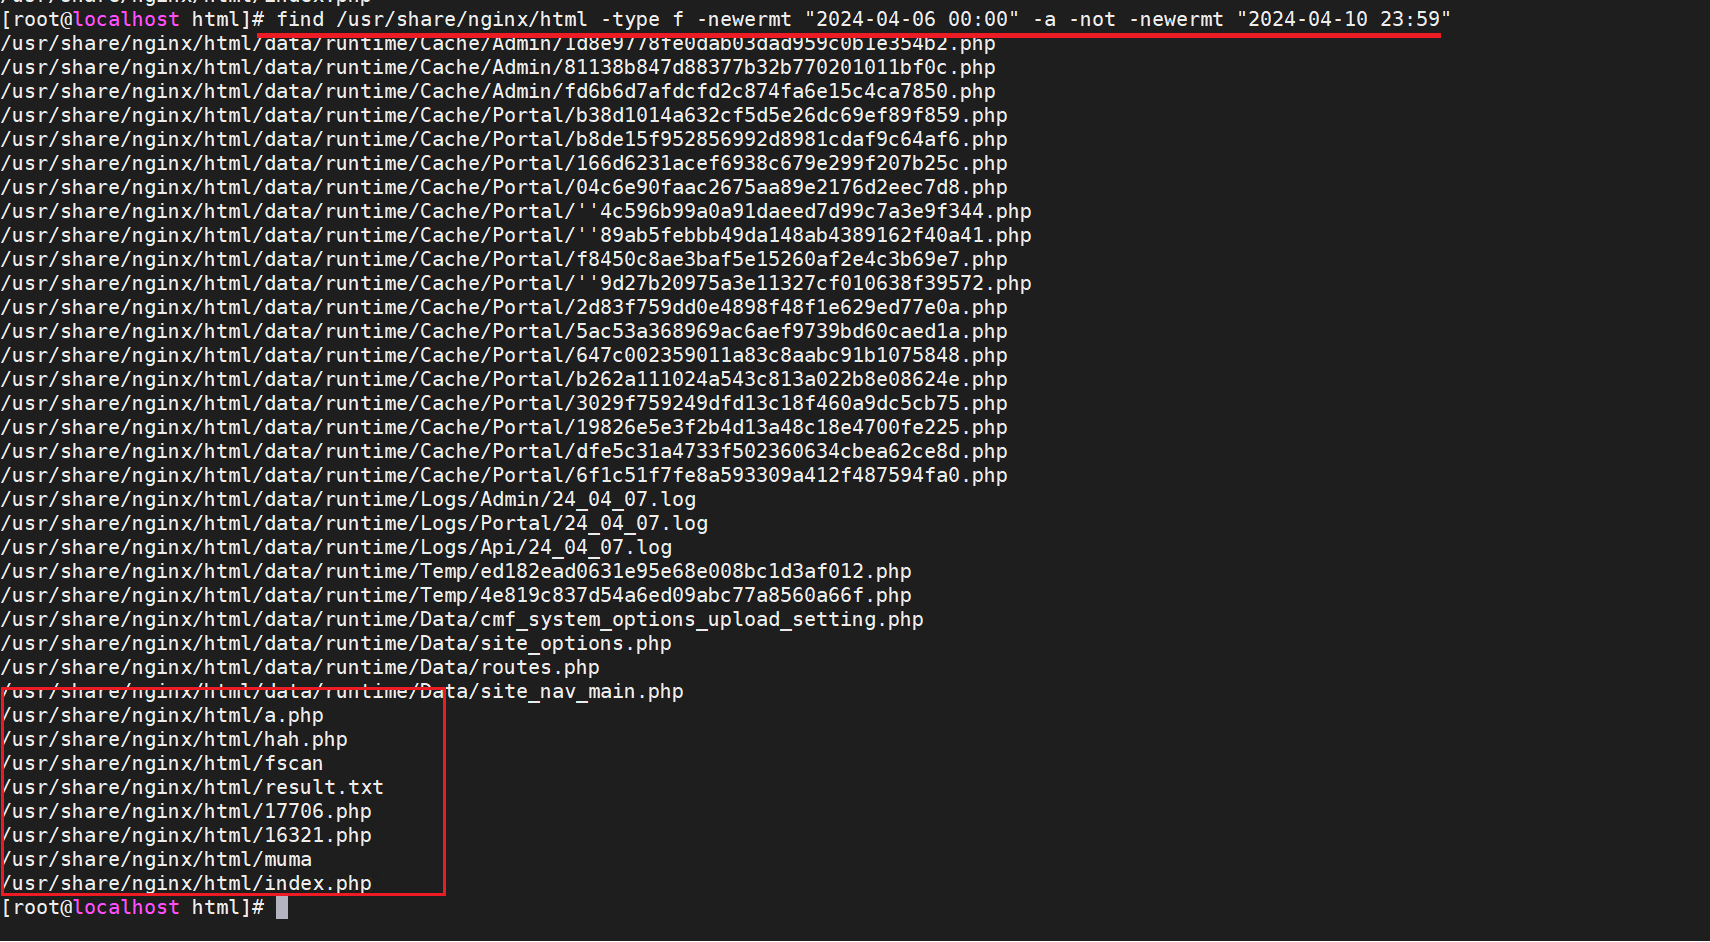 [root@localhost html]# find /usr/share/nginx/html -type f -newermt "2024-04-06 00:00" -a -not -newermt "2024-04-10 23:59"
/usr/share/nginx/html/data/runtime/Cache/Admin/1d8e9778fe0dab03dad959c0b1e354b2.php
/usr/share/nginx/html/data/runtime/Cache/Admin/81138b847d88377b32b770201011bf0c.php
/usr/share/nginx/html/data/runtime/Cache/Admin/fd6b6d7afdcfd2c874fa6e15c4ca7850.php
/usr/share/nginx/html/data/runtime/Cache/Portal/b38d1014a632cf5d5e26dc69ef89f859.php
/usr/share/nginx/html/data/runtime/Cache/Portal/b8de15f952856992d8981cdaf9c64af6.php
/usr/share/nginx/html/data/runtime/Cache/Portal/166d6231acef6938c679e299f207b25c.php
/usr/share/nginx/html/data/runtime/Cache/Portal/04c6e90faac2675aa89e2176d2eec7d8.php
/usr/share/nginx/html/data/runtime/Cache/Portal/''4c596b99a0a91daeed7d99c7a3e9f344.php
/usr/share/nginx/html/data/runtime/Cache/Portal/''89ab5febbb49da148ab4389162f40a41.php
/usr/share/nginx/html/data/runtime/Cache/Portal/f8450c8ae3baf5e15260af2e4c3b69e7.php
/usr/share/nginx/html/data/runtime/Cache/Portal/''9d27b20975a3e11327cf010638f39572.php
/usr/share/nginx/html/data/runtime/Cache/Portal/2d83f759dd0e4898f48f1e629ed77e0a.php
/usr/share/nginx/html/data/runtime/Cache/Portal/5ac53a368969ac6aef9739bd60caed1a.php
/usr/share/nginx/html/data/runtime/Cache/Portal/647c002359011a83c8aabc91b1075848.php
/usr/share/nginx/html/data/runtime/Cache/Portal/b262a111024a543c813a022b8e08624e.php
/usr/share/nginx/html/data/runtime/Cache/Portal/3029f759249dfd13c18f460a9dc5cb75.php
/usr/share/nginx/html/data/runtime/Cache/Portal/19826e5e3f2b4d13a48c18e4700fe225.php
/usr/share/nginx/html/data/runtime/Cache/Portal/dfe5c31a4733f502360634cbea62ce8d.php
/usr/share/nginx/html/data/runtime/Cache/Portal/6f1c51f7fe8a593309a412f487594fa0.php
/usr/share/nginx/html/data/runtime/Logs/Admin/24_04_07.log
/usr/share/nginx/html/data/runtime/Logs/Portal/24_04_07.log
/usr/share/nginx/html/data/runtime/Logs/Api/24_04_07.log
/usr/share/nginx/html/data/runtime/Temp/ed182ead0631e95e68e008bc1d3af012.php
/usr/share/nginx/html/data/runtime/Temp/4e819c837d54a6ed09abc77a8560a66f.php
/usr/share/nginx/html/data/runtime/Data/cmf_system_options_upload_setting.php
/usr/share/nginx/html/data/runtime/Data/site_options.php
/usr/share/nginx/html/data/runtime/Data/routes.php
/usr/share/nginx/html/data/runtime/Data/site_nav_main.php
/usr/share/nginx/html/a.php
/usr/share/nginx/html/hah.php
/usr/share/nginx/html/fscan
/usr/share/nginx/html/result.txt
/usr/share/nginx/html/17706.php
/usr/share/nginx/html/16321.php
/usr/share/nginx/html/muma
/usr/share/nginx/html/index.php
[root@localhost html]#